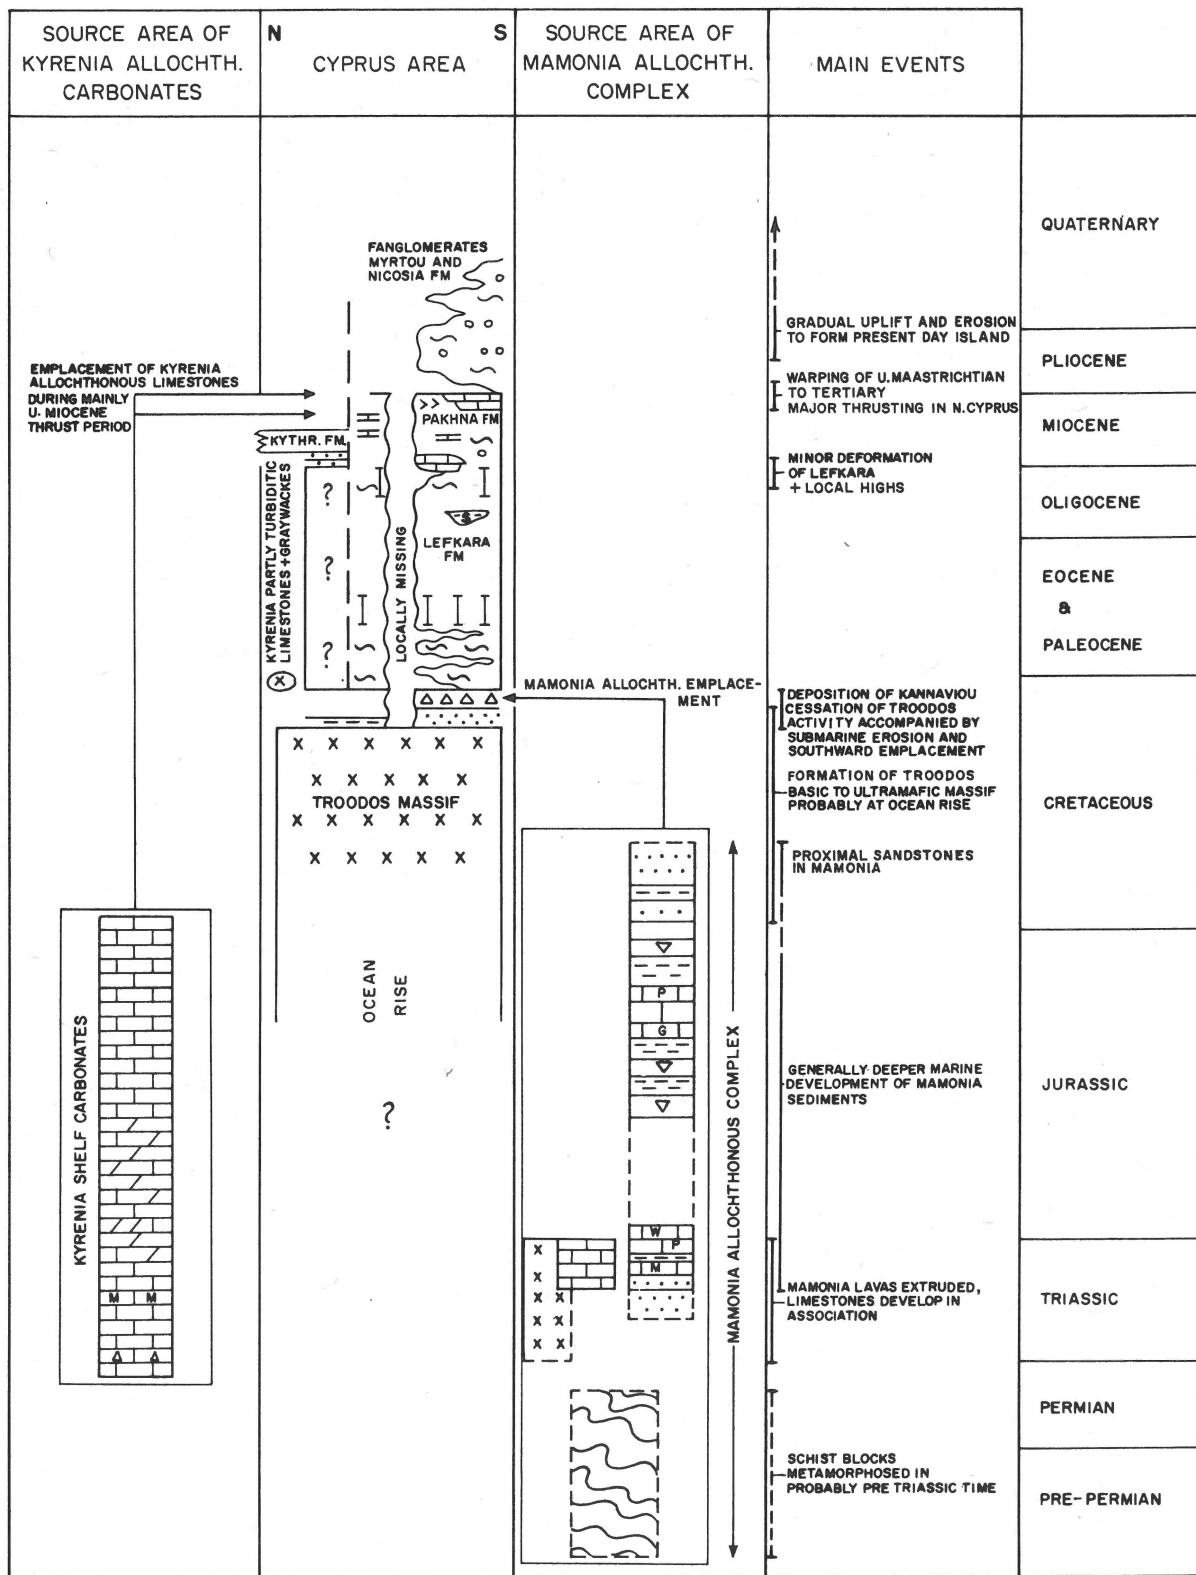 SOURCE AREA OF
KYRENIA ALLOCHTH.
CARBONATES
N
S
CYPRUS AREA
SOURCE AREA OF
MAMONIA ALLOCHTH.
COMPLEX
MAIN EVENTS
QUATERNARY
PLIOCENE
MIOCENE
OLIGOCENE
EOCENE
&
PALEOCENE
CRETACEOUS
JURASSIC
TRIASSIC
PERMIAN
PRE-PERMIAN
EMPLACEMENT OF KYRENIA
ALLOCHTHONOUS LIMESTONES
DURING MAINLY
U. MIOCENE
THRUST PERIOD
KYRENIA SHELF CARBONATES
M M
FANGLOMERATES
MYRTOU AND
NICOSIA FM
PAKHNA FM
KYTHR. FM.
KYRENIA PARTLY TURBIDITIC
LIMESTONES + GRAYWACKES
X
?
?
?
LOCALLY MISSING
S
LEFKARA
FM
X X X X X X
X X X X X
TROODOS MASSIF
X X X X X X
X X X X X
OCEAN
RISE
?
MAMONIA ALLOCHTH. EMPLACE-
MENT
P
G
W
P
M
X
X
X X
X X
X X
MAMONIA ALLOCHTHONOUS COMPLEX
GRADUAL UPLIFT AND EROSION
TO FORM PRESENT DAY ISLAND
WARPING OF U. MAASTRICHTIAN
TO TERTIARY
MAJOR THRUSTING IN N. CYPRUS
MINOR DEFORMATION
OF LEFKARA
+ LOCAL HIGHS
DEPOSITION OF KANNAVIOU
CESSATION OF TROODOS
ACTIVITY ACCOMPANIED BY
SUBMARINE EROSION AND
SOUTHWARD EMPLACEMENT
FORMATION OF TROODOS
BASIC TO ULTRAMAFIC MASSIF
PROBABLY AT OCEAN RISE
PROXIMAL SANDSTONES
IN MAMONIA
GENERALLY DEEPER MARINE
DEVELOPMENT OF MAMONIA
SEDIMENTS
MAMONIA LAVAS EXTRUDED,
LIMESTONES DEVELOP IN
ASSOCIATION
SCHIST BLOCKS
METAMORPHOSED IN
PROBABLY PRE TRIASSIC TIME